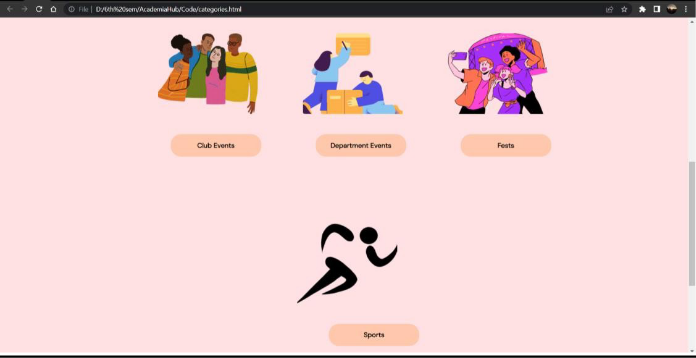 File | D:/6th%20sem/AcademiaHub/Code/categories.html
Club Events
Department Events
Fests
Sports